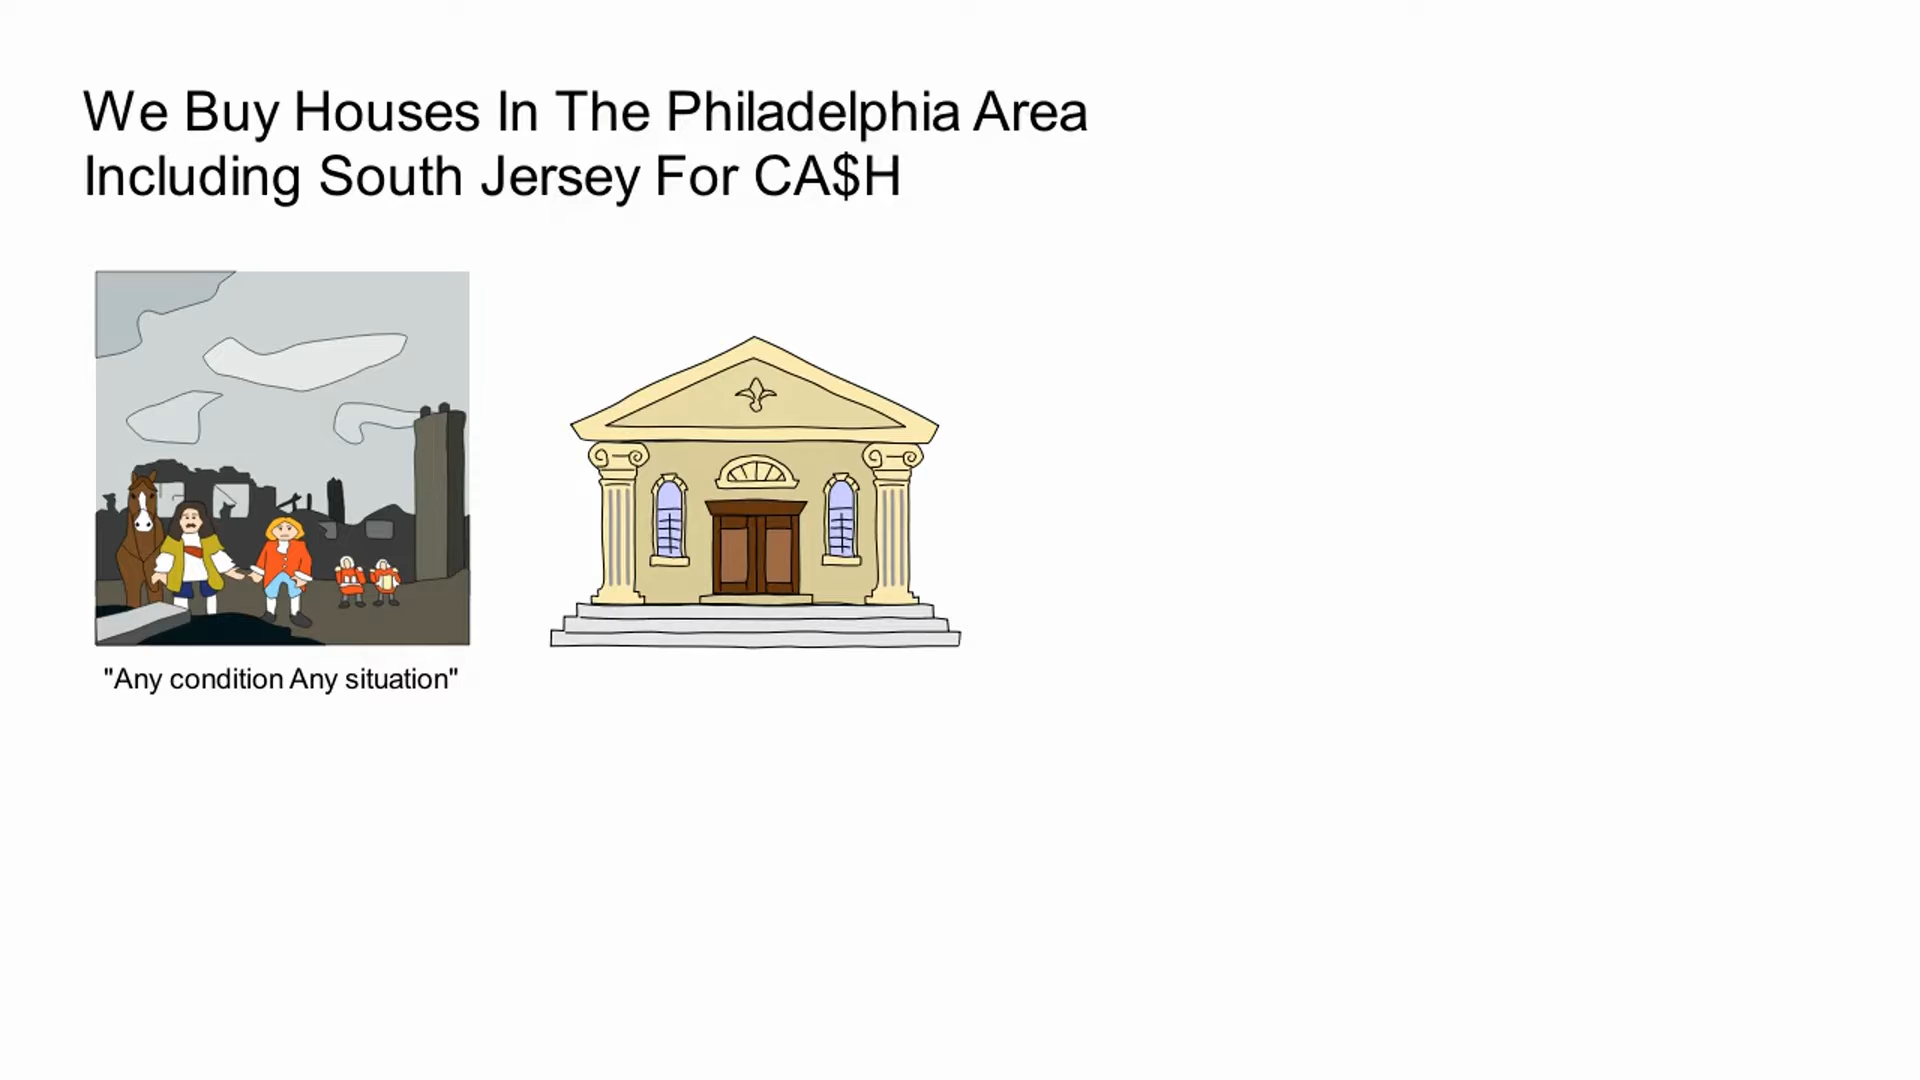 We Buy Houses In The Philadelphia Area
Including South Jersey For CA$H
"Any condition Any situation"